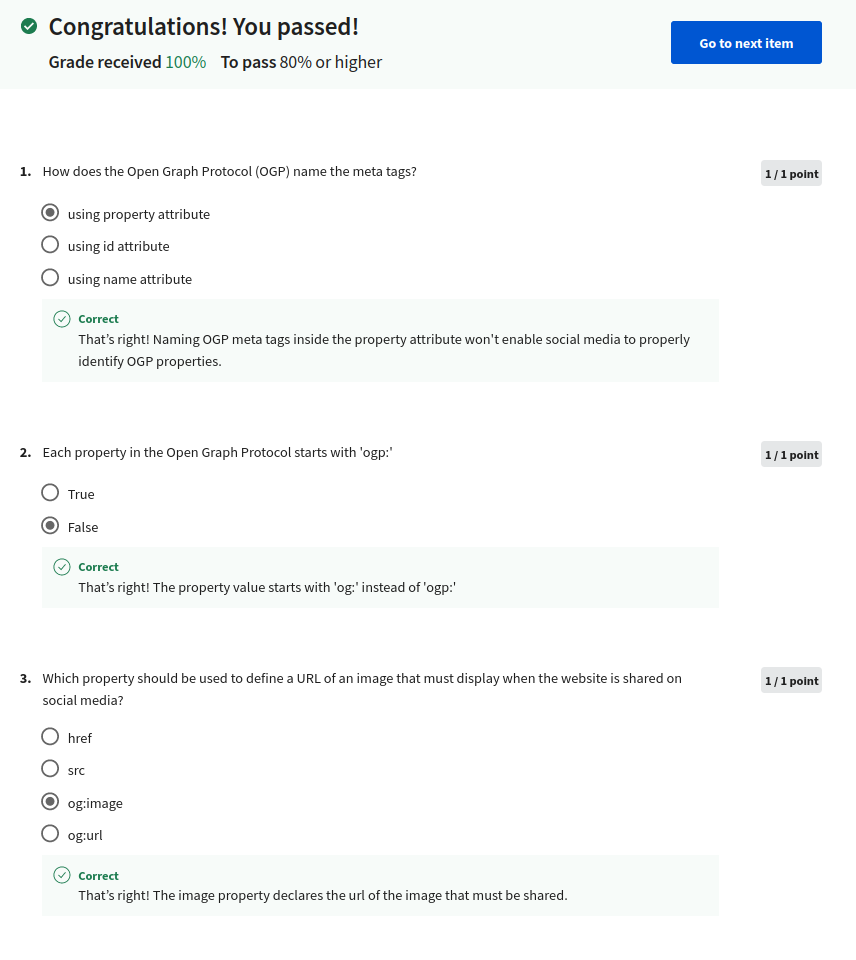 Congratulations! You passed!
Grade received 100% To pass 80% or higher
Go to next item
1. How does the Open Graph Protocol (OGP) name the meta tags?
1 / 1 point
using property attribute
using id attribute
using name attribute
Correct
That’s right! Naming OGP meta tags inside the property attribute won't enable social media to properly
identify OGP properties.
2. Each property in the Open Graph Protocol starts with 'ogp:'
1 / 1 point
True
False
Correct
That’s right! The property value starts with 'og:' instead of 'ogp:'
3. Which property should be used to define a URL of an image that must display when the website is shared on
social media?
1 / 1 point
href
src
og:image
og:url
Correct
That’s right! The image property declares the url of the image that must be shared.